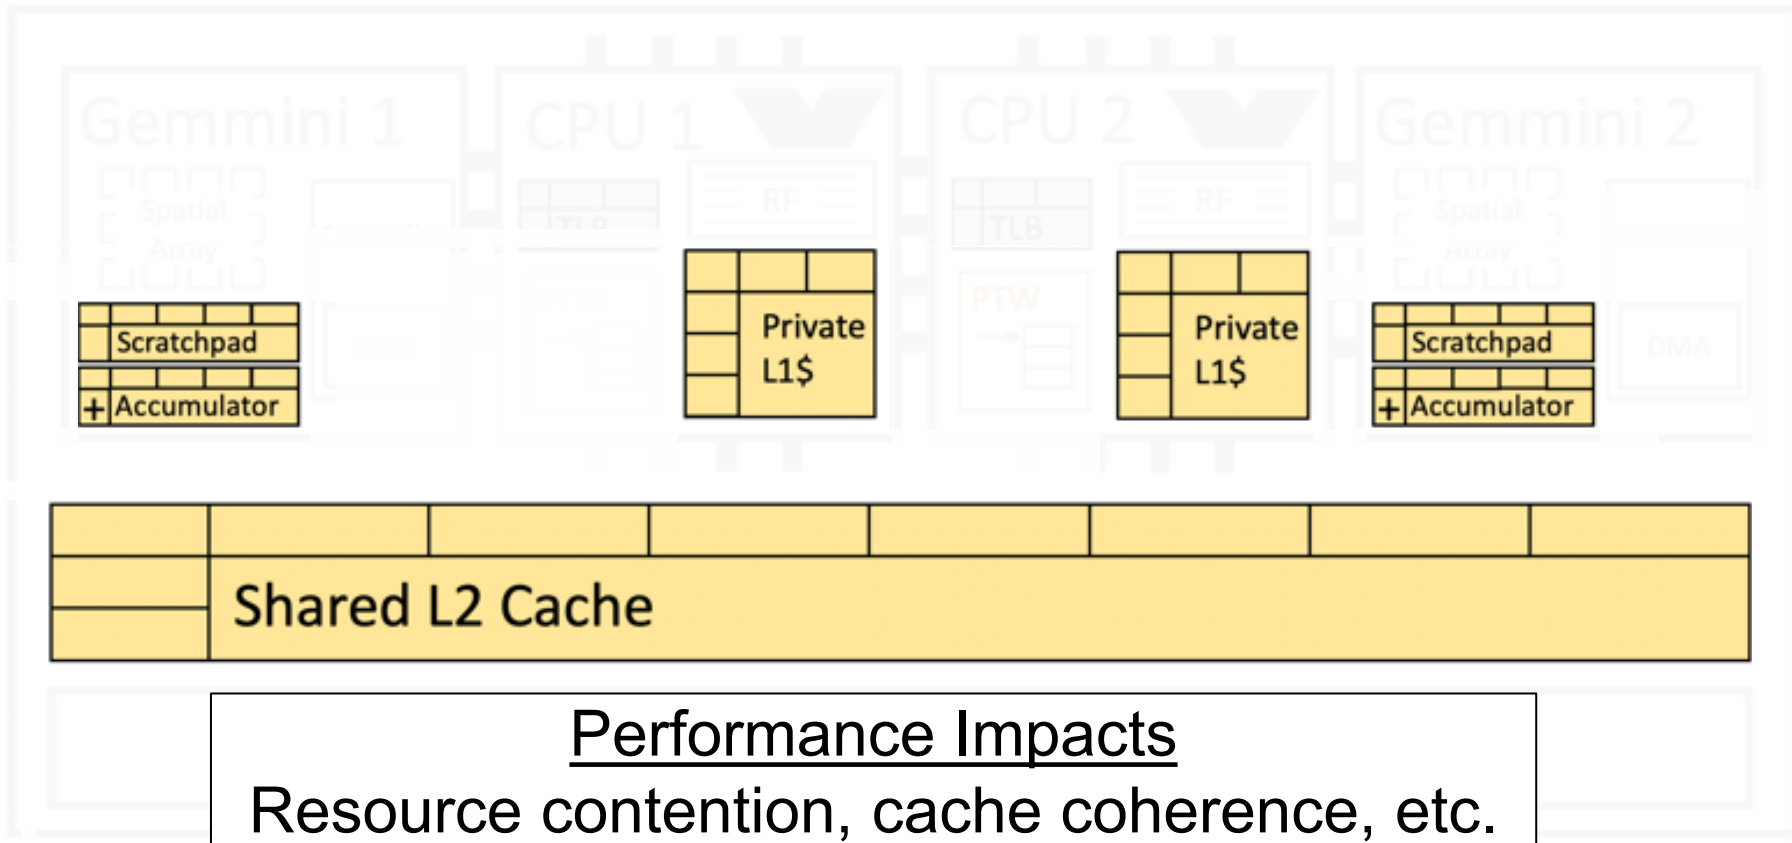 Gemmini 1
CPU 1
CPU 2
Gemmini 2
Spatial
Array
TLB
RF
TLB
RF
Spatial
Array
Scratchpad
+ Accumulator
Private
L1$
PTW
Private
L1$
Scratchpad
+ Accumulator
DMA
Shared L2 Cache
Performance Impacts
Resource contention, cache coherence, etc.